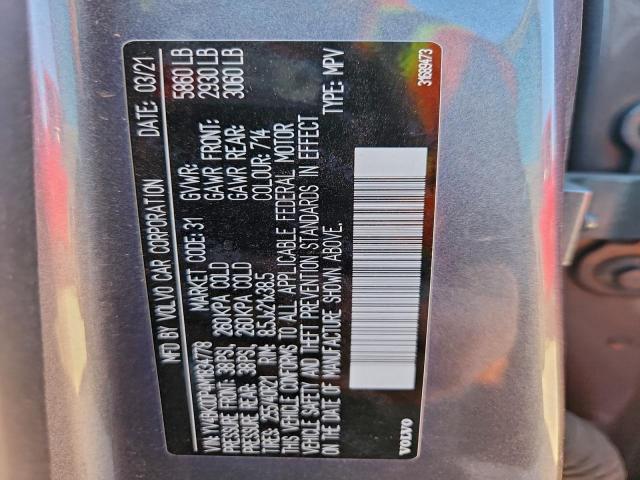 MFD BY VOLVO CAR CORPORATION DATE: 03/21
GVWR: 5860 LB
GAWR FRONT: 2930 LB
MARKET CODE: 31 GAWR REAR: 3060 LB
PRESSURE FRONT: 38PSI, 260KPA COLD COLOUR: 714
PRESSURE REAR: 38PSI, 260KPA COLD
TIRES: 255/40R21 RIM: 8.5Jx21x38.5 TYPE: MPV
THIS VEHICLE CONFORMS TO ALL APPLICABLE FEDERAL MOTOR
VEHICLE SAFETY AND THEFT PREVENTION STANDARDS IN EFFECT
ON THE DATE OF MANUFACTURE SHOWN ABOVE.
VOLVO 31689473